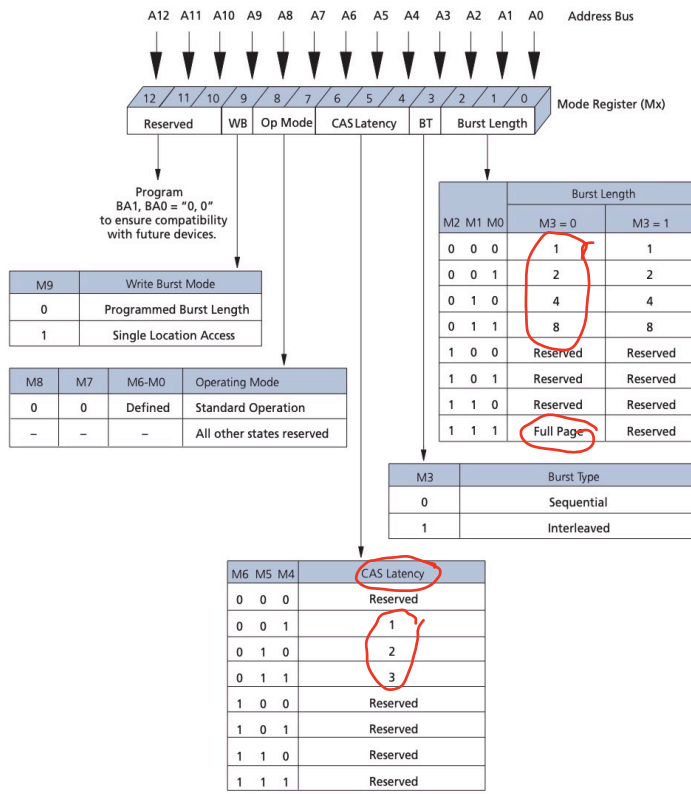 A12 A11 A10 A9 A8 A7 A6 A5 A4 A3 A2 A1 A0 Address Bus
12 11 10 9 8 7 6 5 4 3 2 1 0 Mode Register (Mx)
Reserved WB Op Mode CAS Latency BT Burst Length
Program
BA1, BA0 = "0, 0"
to ensure compatibility
with future devices.
Burst Length
M2 M1 M0 M3 = 0 M3 = 1
0 0 0 1 1
0 0 1 2 2
0 1 0 4 4
0 1 1 8 8
1 0 0 Reserved Reserved
1 0 1 Reserved Reserved
1 1 0 Reserved Reserved
1 1 1 Full Page Reserved
M9 Write Burst Mode
0 Programmed Burst Length
1 Single Location Access
M8 M7 M6-M0 Operating Mode
0 0 Defined Standard Operation
– – – All other states reserved
M3 Burst Type
0 Sequential
1 Interleaved
M6 M5 M4 CAS Latency
0 0 0 Reserved
0 0 1 1
0 1 0 2
0 1 1 3
1 0 0 Reserved
1 0 1 Reserved
1 1 0 Reserved
1 1 1 Reserved